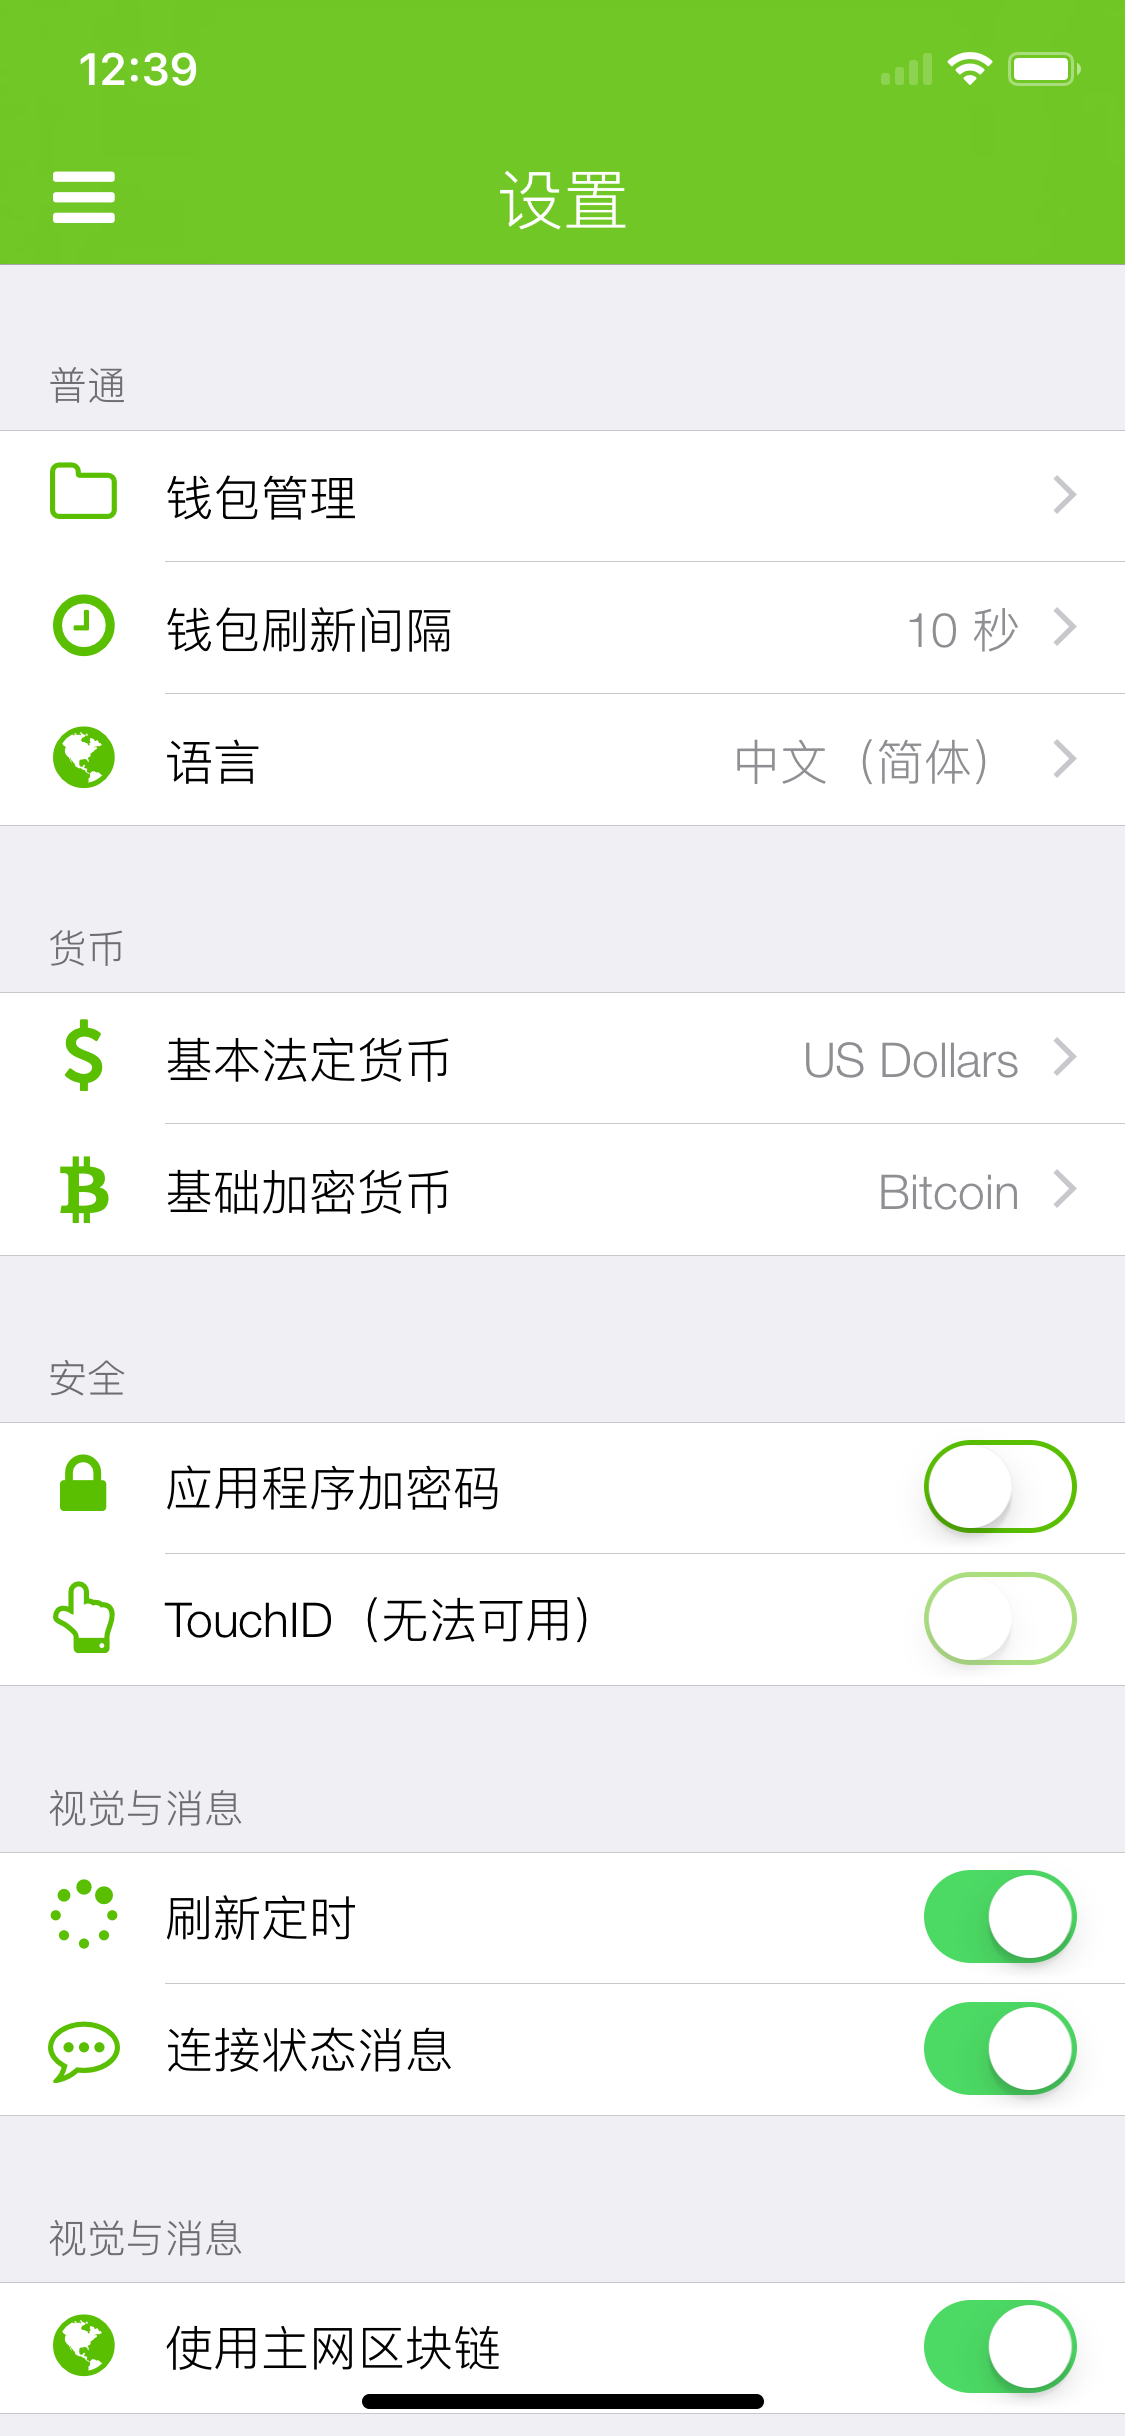 12:39
设置
普通
钱包管理
钱包刷新间隔 10 秒
语言 中文（简体）
货币
基本法定货币 US Dollars
基础加密货币 Bitcoin
安全
应用程序加密码
TouchID（无法可用）
视觉与消息
刷新定时
连接状态消息
视觉与消息
使用主网区块链